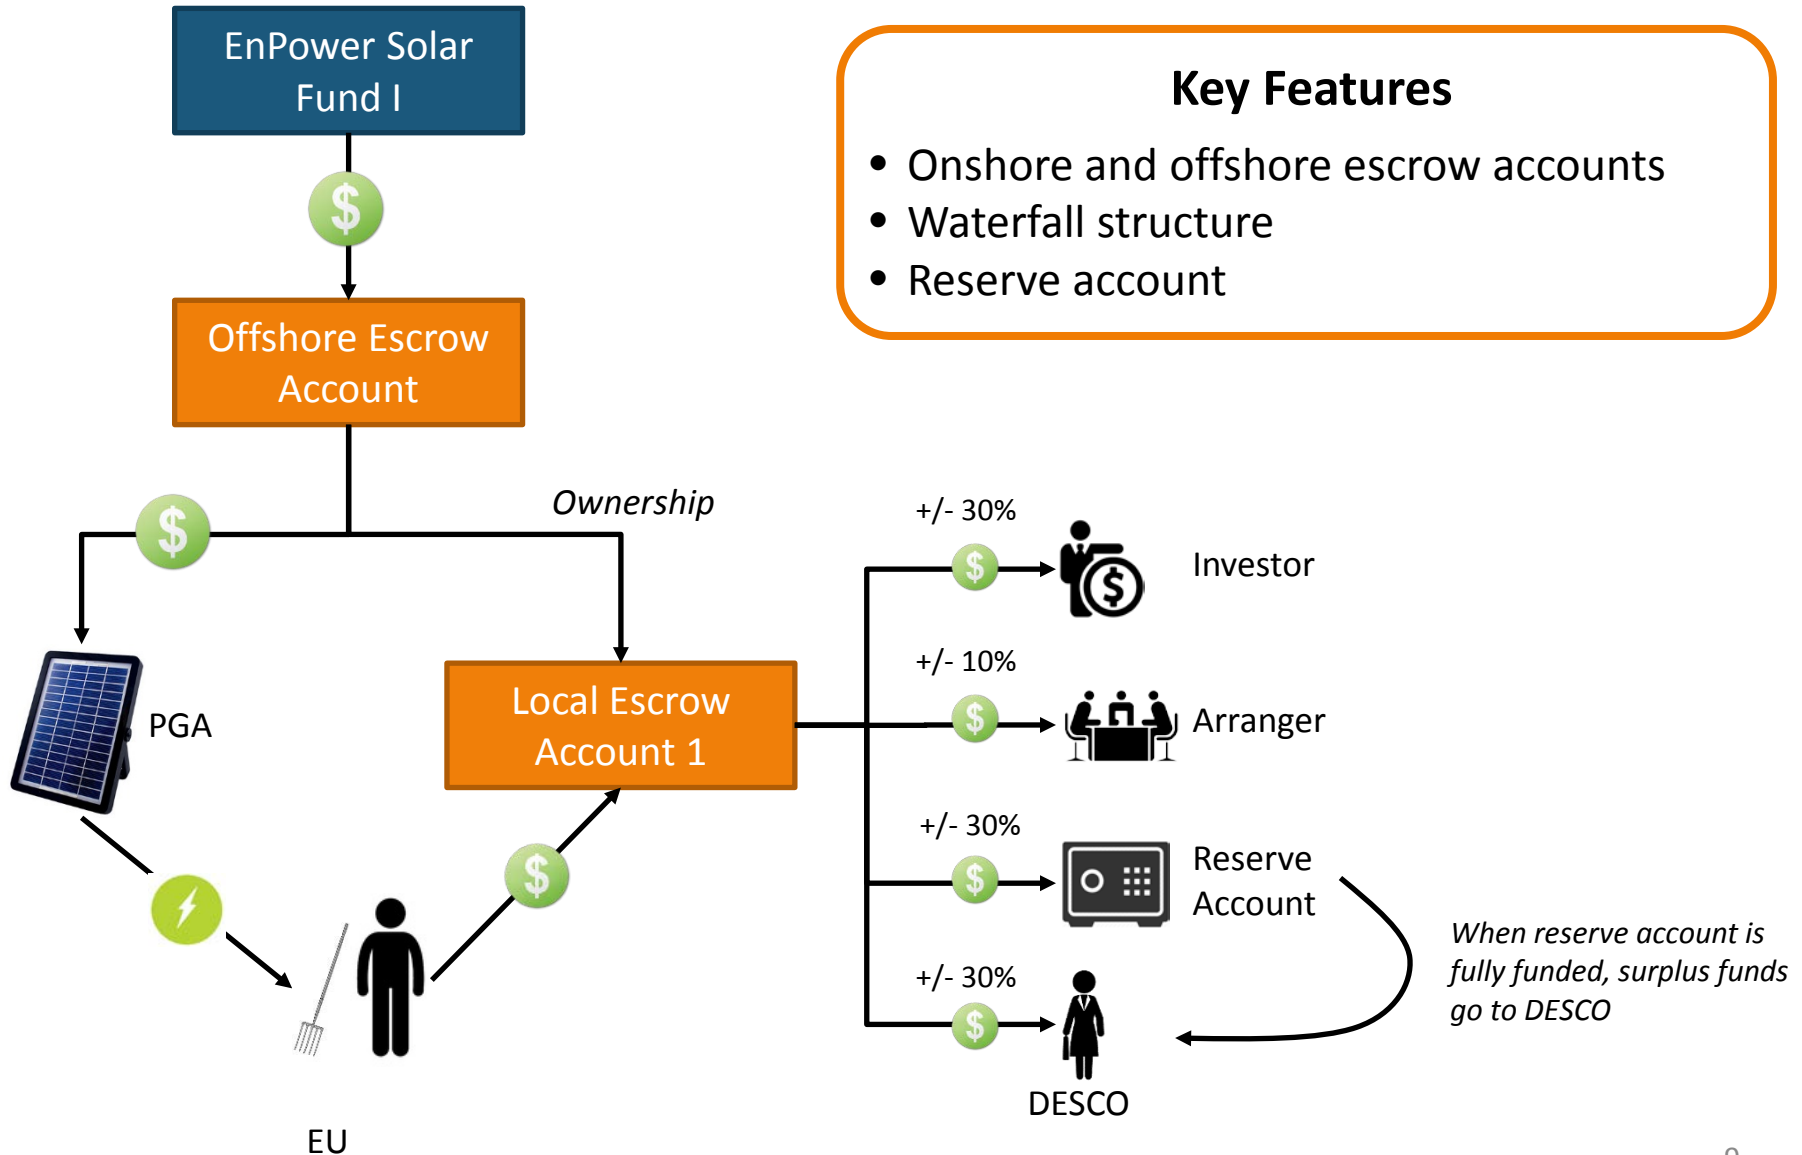 EnPower Solar
Fund I
Key Features
• Onshore and offshore escrow accounts
• Waterfall structure
• Reserve account
$
Offshore Escrow
Account
$
Ownership
+/- 30%
$
$
Investor
+/- 10%
$
Arranger
PGA
Local Escrow
Account 1
+/- 30%
$
Reserve
Account
$
When reserve account is
fully funded, surplus funds
go to DESCO
+/- 30%
$
DESCO
EU